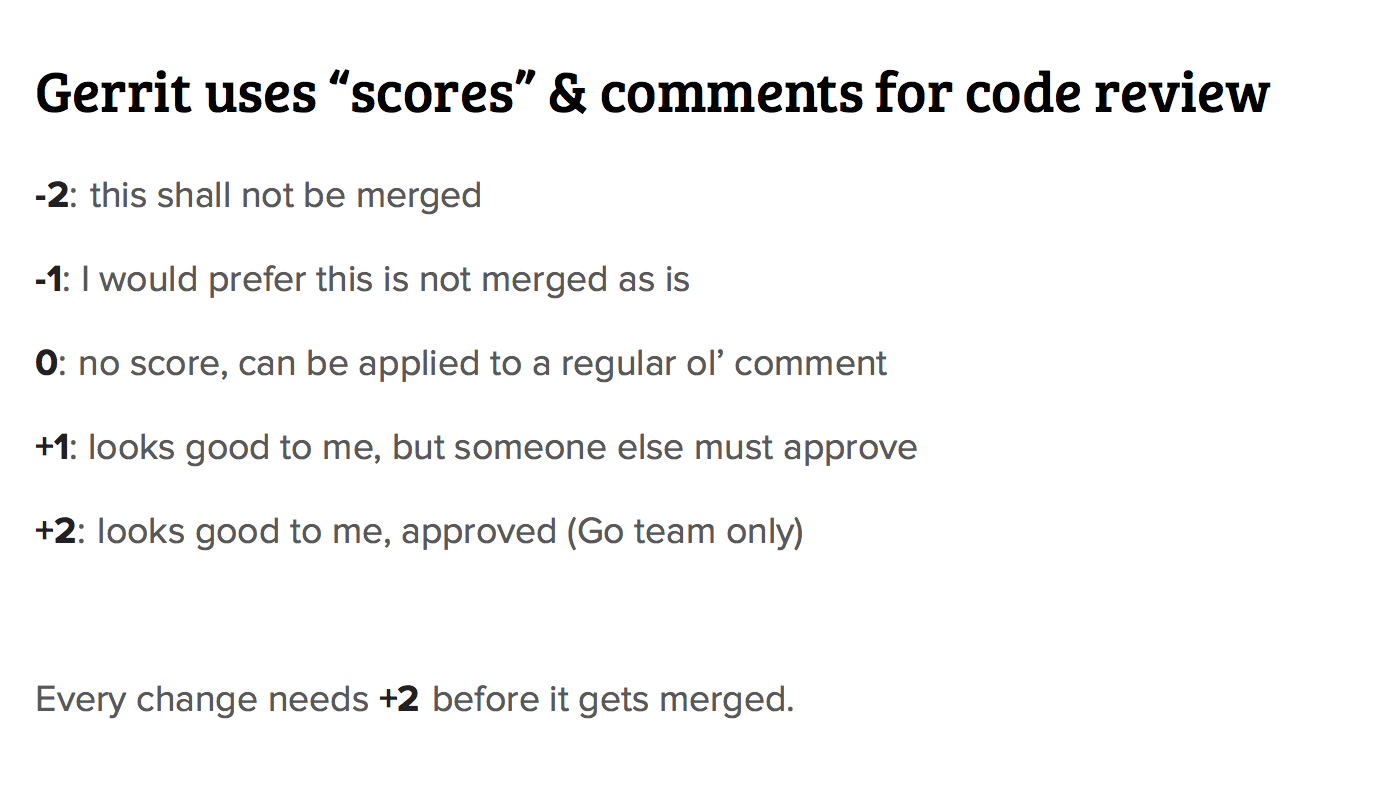 Gerrit uses “scores” & comments for code review
-2: this shall not be merged
-1: I would prefer this is not merged as is
0: no score, can be applied to a regular ol’ comment
+1: looks good to me, but someone else must approve
+2: looks good to me, approved (Go team only)
Every change needs +2 before it gets merged.